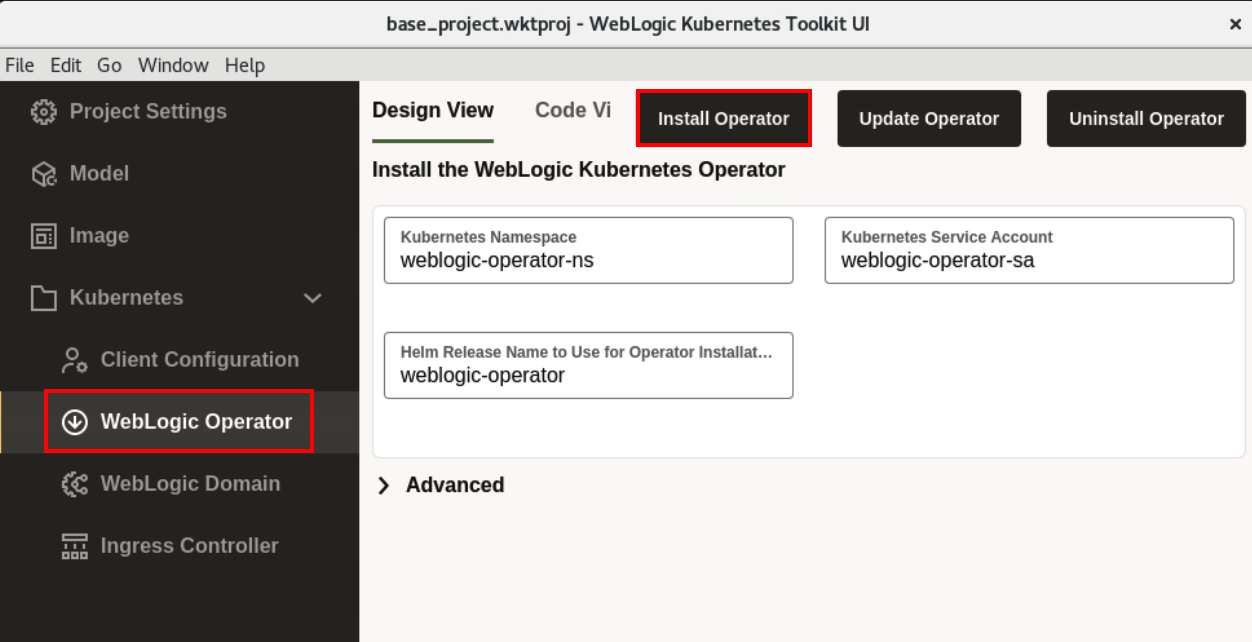 base_project.wktproj - WebLogic Kubernetes Toolkit UI
File Edit Go Window Help
Project Settings
Model
Image
Kubernetes
Client Configuration
WebLogic Operator
WebLogic Domain
Ingress Controller
Design View Code Vi Install Operator Update Operator Uninstall Operator
Install the WebLogic Kubernetes Operator
Kubernetes Namespace
weblogic-operator-ns
Kubernetes Service Account
weblogic-operator-sa
Helm Release Name to Use for Operator Installat...
weblogic-operator
Advanced